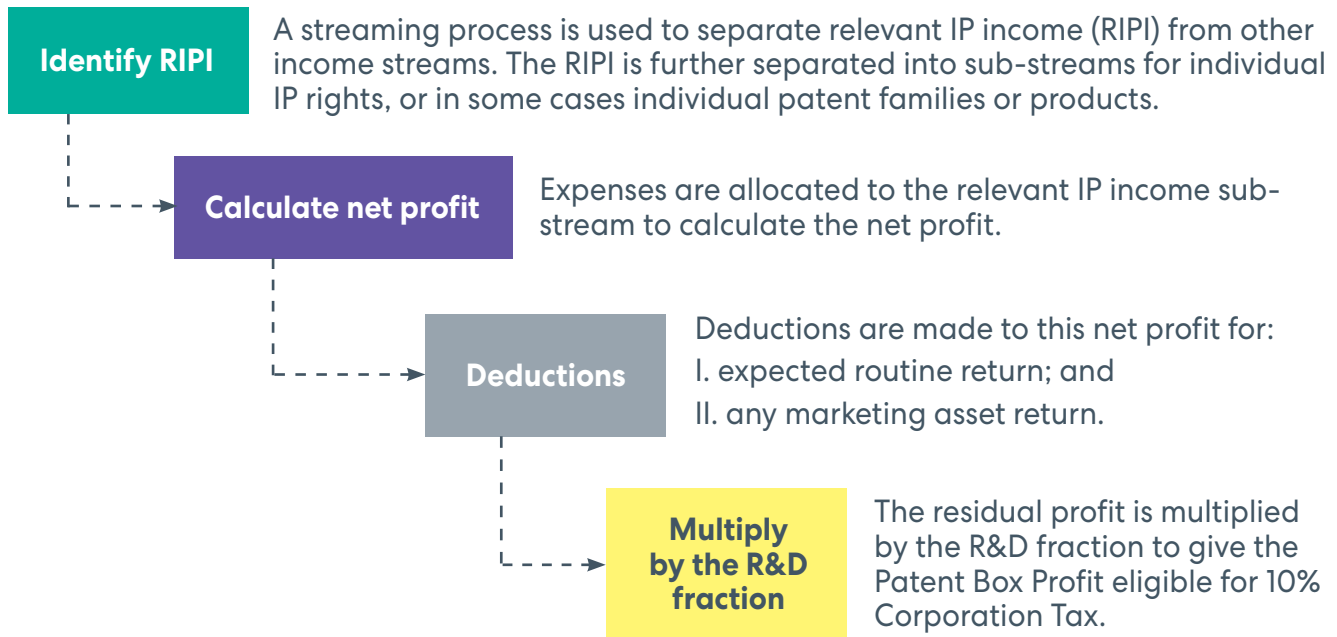 Identify RIPI
A streaming process is used to separate relevant IP income (RIPI) from other
income streams. The RIPI is further separated into sub-streams for individual
IP rights, or in some cases individual patent families or products.
Calculate net profit
Expenses are allocated to the relevant IP income sub-
stream to calculate the net profit.
Deductions
Deductions are made to this net profit for:
I. expected routine return; and
II. any marketing asset return.
Multiply
by the R&D
fraction
The residual profit is multiplied
by the R&D fraction to give the
Patent Box Profit eligible for 10%
Corporation Tax.